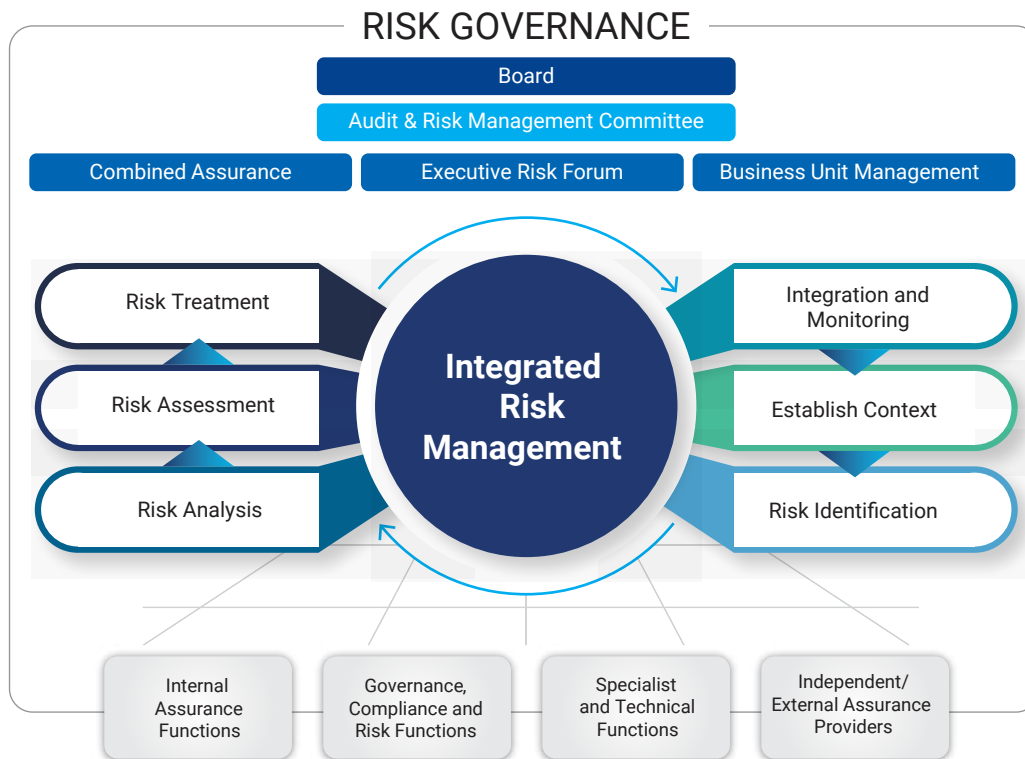 RISK GOVERNANCE
Board
Audit & Risk Management Committee
Combined Assurance
Executive Risk Forum
Business Unit Management
Risk Treatment
Risk Assessment
Risk Analysis
Integrated
Risk
Management
Integration and
Monitoring
Establish Context
Risk Identification
Internal
Assurance
Functions
Governance,
Compliance and
Risk Functions
Specialist
and Technical
Functions
Independent/
External Assurance
Providers